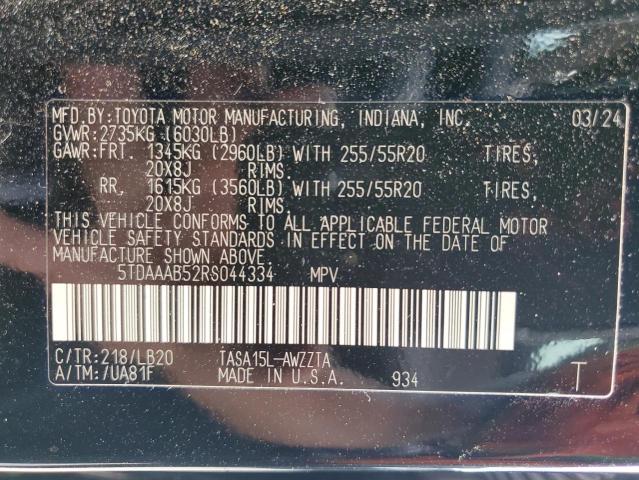 MFD.BY:TOYOTA MOTOR MANUFACTURING, INDIANA, INC. 03/24
GVWR:2735KG (6030LB)
GAWR:FRT. 1345KG (2960LB) WITH 255/55R20 TIRES,
20X8J RIMS.
RR. 1615KG (3560LB) WITH 255/55R20 TIRES,
20X8J RIMS.
THIS VEHICLE CONFORMS TO ALL APPLICABLE FEDERAL MOTOR
VEHICLE SAFETY STANDARDS IN EFFECT ON THE DATE OF
MANUFACTURE SHOWN ABOVE.
5TDAAAB52RS044334 MPV
C/TR:218/LB20 TASA15L-AWZZTA
A/TM:/UA81F MADE IN U.S.A. 934 T